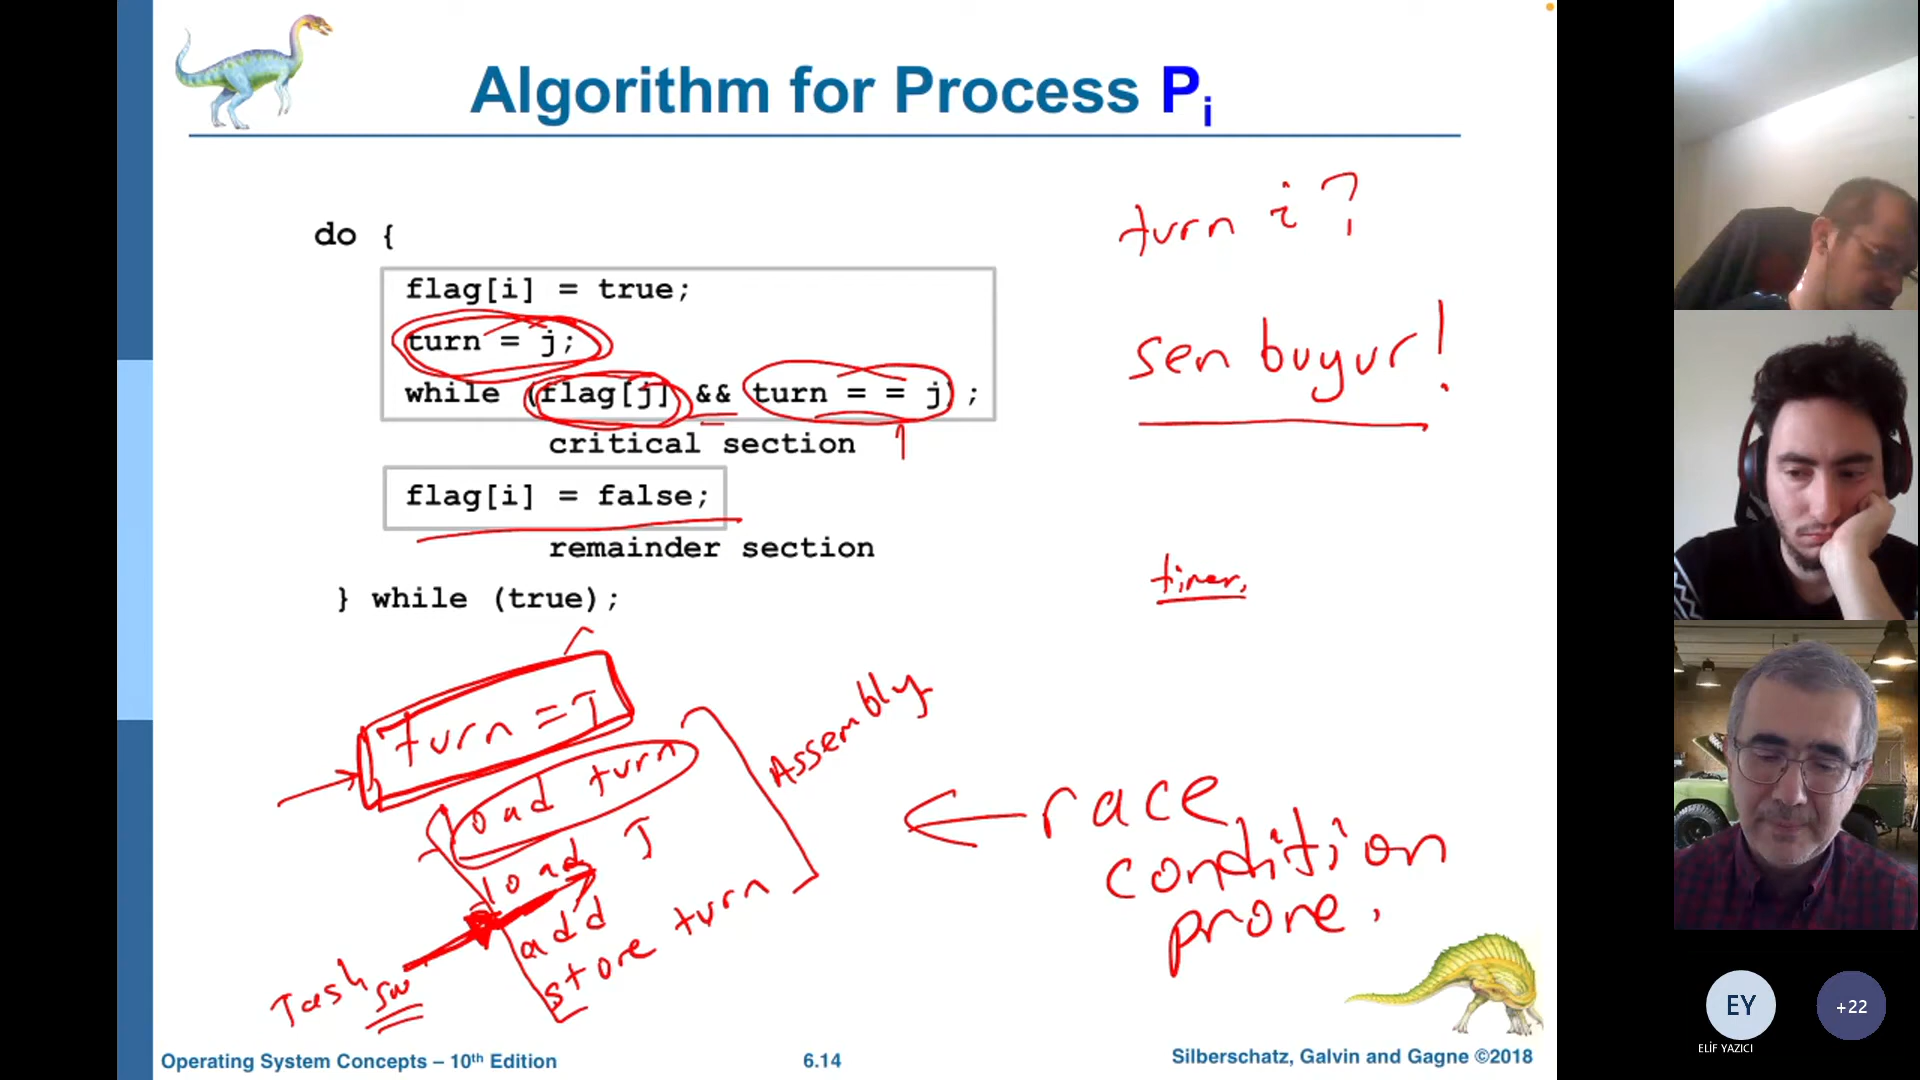 Algorithm for Process Pi
do {
flag[i] = true;
turn = j;
while (flag[j] && turn = = j) ;
critical section
flag[i] = false;
remainder section
} while (true);
turn i ?
sen buyur!
timer.
turn = J
load turn
load J
add
store turn
Assembly
Task sw
race
condition
prone.
Operating System Concepts – 10th Edition
6.14
Silberschatz, Galvin and Gagne ©2018
EY
ELİF YAZICI
+22